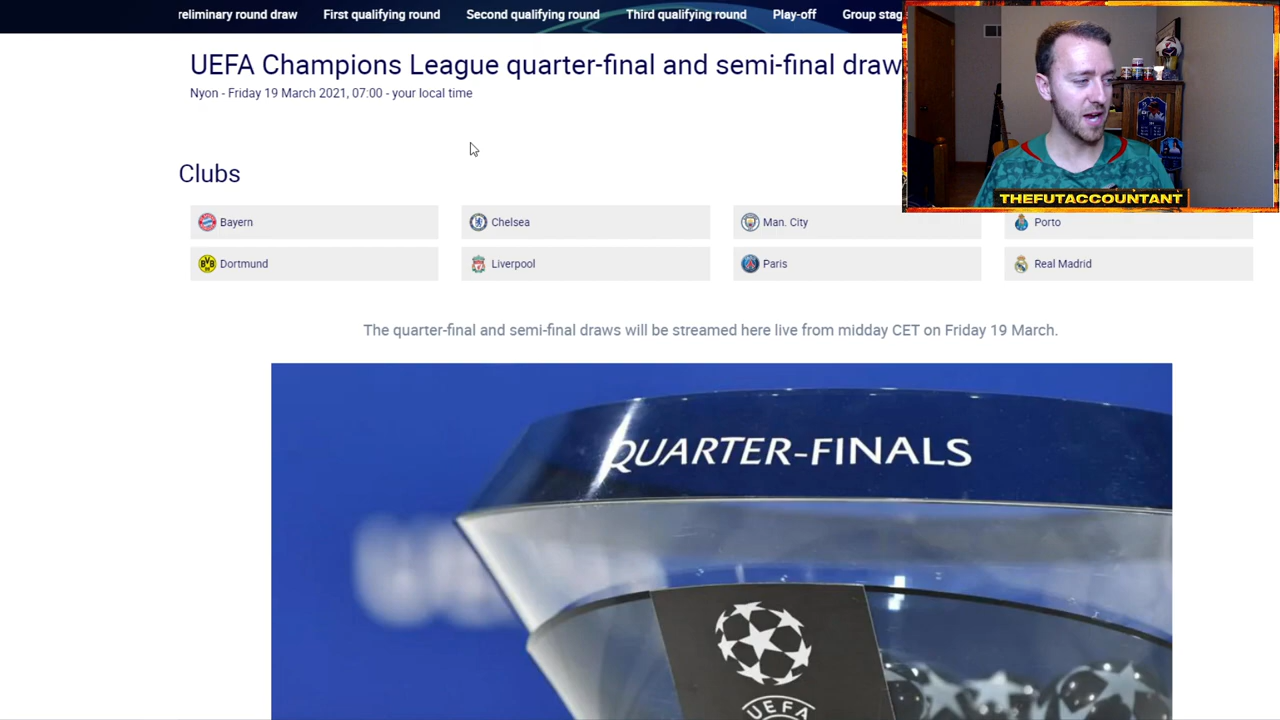 reliminary round draw First qualifying round Second qualifying round Third qualifying round Play-off Group stag
UEFA Champions League quarter-final and semi-final draw
Nyon - Friday 19 March 2021, 07:00 - your local time
THEFUTACCOUNTANT
Clubs
Bayern Chelsea Man. City Porto
Dortmund Liverpool Paris Real Madrid
The quarter-final and semi-final draws will be streamed here live from midday CET on Friday 19 March.
QUARTER-FINALS
UEFA